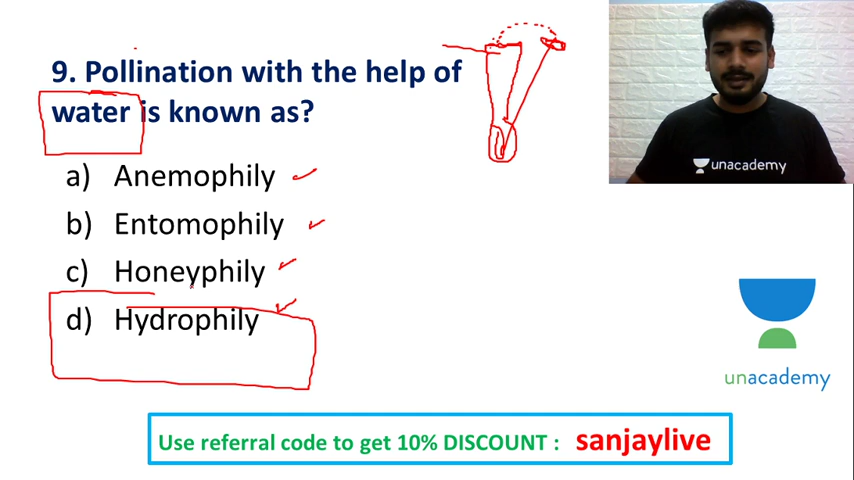 9. Pollination with the help of
water is known as?
a) Anemophily
b) Entomophily
c) Honeyphily
d) Hydrophily
unacademy
unacademy
Use referral code to get 10% DISCOUNT : sanjaylive